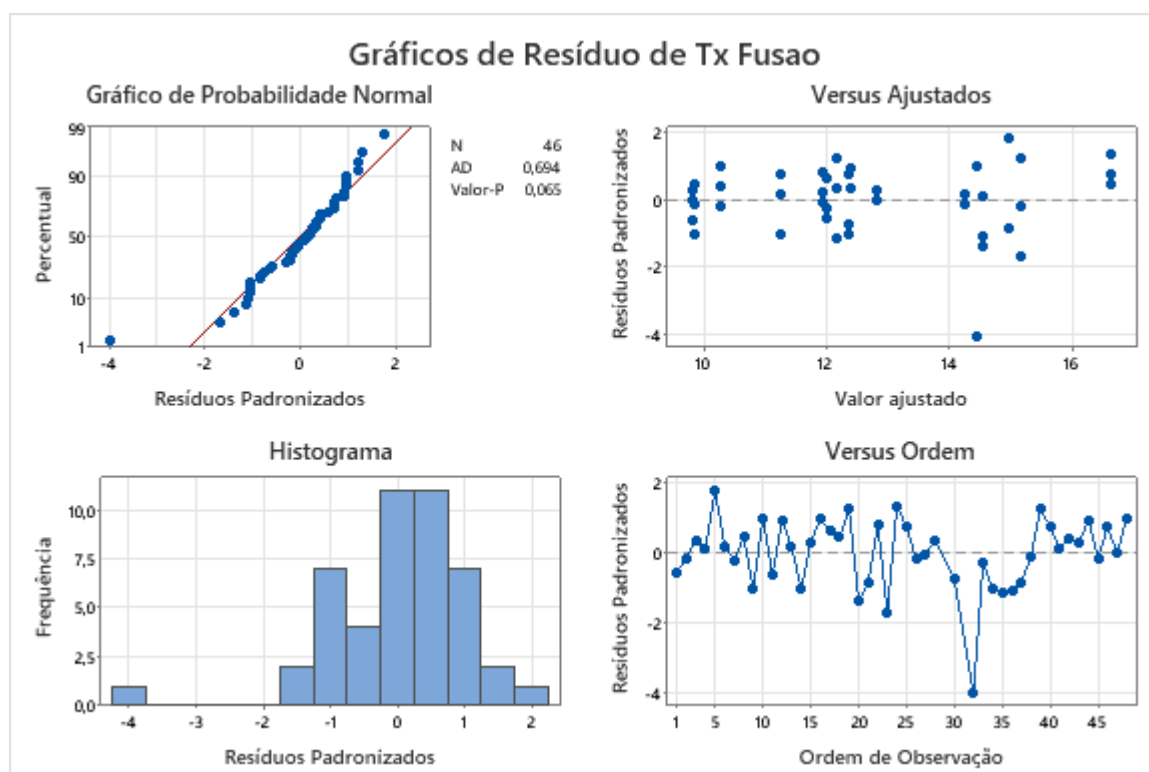 Gráficos de Resíduo de Tx Fusao
Gráfico de Probabilidade Normal
99
90
50
10
1
Percentual
-4 -2 0 2
Resíduos Padronizados
N 46
AD 0,694
Valor-P 0,065
Versus Ajustados
2
0
-2
-4
Resíduos Padronizados
10 12 14 16
Valor ajustado
Histograma
10,0
7,5
5,0
2,5
0,0
Frequência
-4 -3 -2 -1 0 1 2
Resíduos Padronizados
Versus Ordem
2
0
-2
-4
Resíduos Padronizados
1 5 10 15 20 25 30 35 40 45
Ordem de Observação